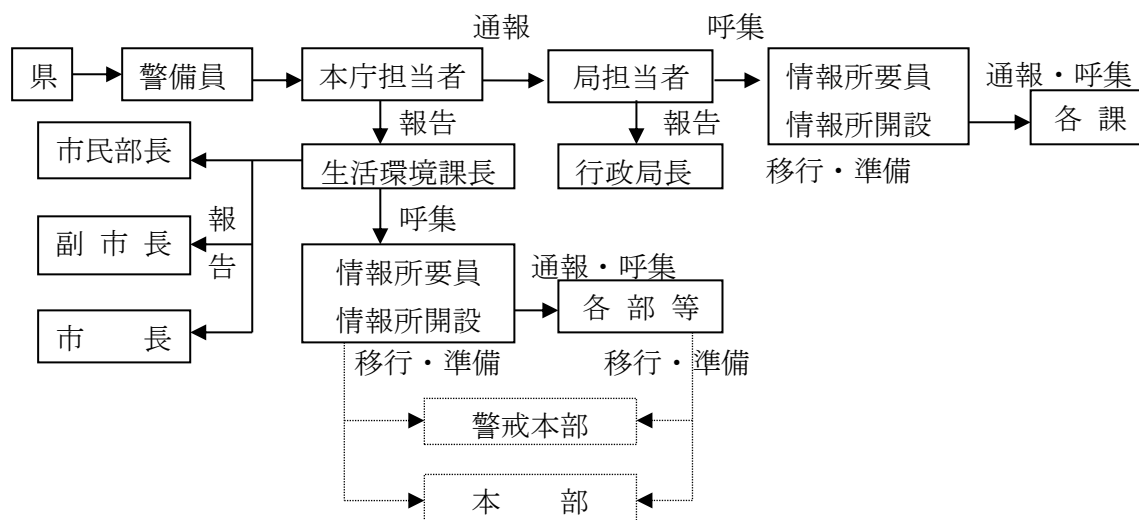 通報
呼集
県
警備員
本庁担当者
局担当者
情報所要員
情報所開設
通報・呼集
各 課
報告
報告
市民部長
生活環境課長
行政局長
移行・準備
呼集
報
告
副 市 長
情報所要員
情報所開設
通報・呼集
各 部 等
市　　長
移行・準備
移行・準備
警戒本部
本　　部